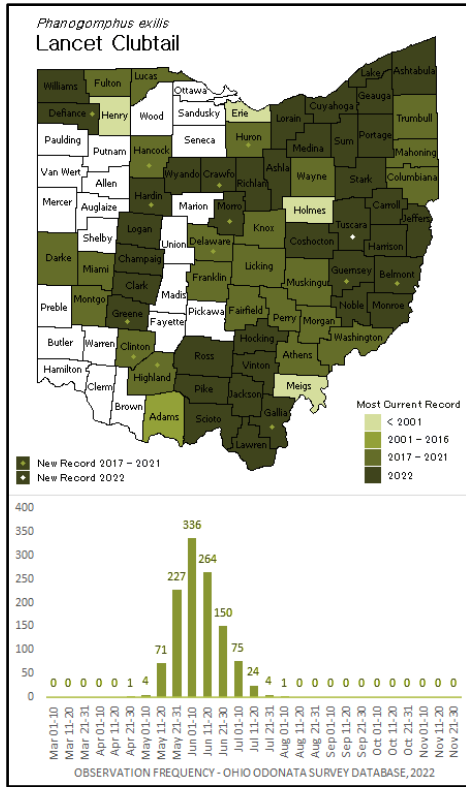 Phanogomphus exilis
Lancet Clubtail
Williams
Fulton
Lucas
Ottawa
Lake
Ashtabula
Geauga
Defiance
Henry
Wood
Sandusky
Erie
Lorain
Cuyahoga
Trumbull
Paulding
Putnam
Hancock
Seneca
Huron
Medina
Sum
Portage
Mahoning
Van Wert
Allen
Wyando
Crawfo
Richlan
Ashla
Wayne
Stark
Columbiana
Mercer
Auglaize
Hardin
Marion
Morro
Holmes
Tuscara
Carroll
Jeffers
Shelby
Logan
Union
Delaware
Knox
Coshocton
Harrison
Darke
Miami
Champaig
Clark
Madis
Franklin
Licking
Muskingu
Guernsey
Belmont
Preble
Montgo
Greene
Fayette
Pickawa
Fairfield
Perry
Morgan
Noble
Monroe
Butler
Warren
Clinton
Ross
Hocking
Athens
Washington
Hamilton
Clerm
Brown
Highland
Pike
Vinton
Jackson
Meigs
Adams
Scioto
Gallia
Lawren
Most Current Record
< 2001
2001 - 2016
2017 - 2021
2022
New Record 2017 - 2021
New Record 2022
400
350
300
250
200
150
100
50
0
0 0 0 0 0 1 4 71 227 336 264 150 75 24 4 1 0 0 0 0 0 0 0 0 0 0 0
Mar 01-10
Mar 11-20
Mar 21-31
Apr 01-10
Apr 11-20
Apr 21-30
May 01-10
May 11-20
May 21-31
Jun 01-10
Jun 11-20
Jun 21-30
Jul 01-10
Jul 11-20
Jul 21-31
Aug 01-10
Aug 11-20
Aug 21-31
Sep 01-10
Sep 11-20
Sep 21-30
Oct 01-10
Oct 11-20
Oct 21-31
Nov 01-10
Nov 11-20
Nov 21-30
OBSERVATION FREQUENCY - OHIO ODONATA SURVEY DATABASE, 2022